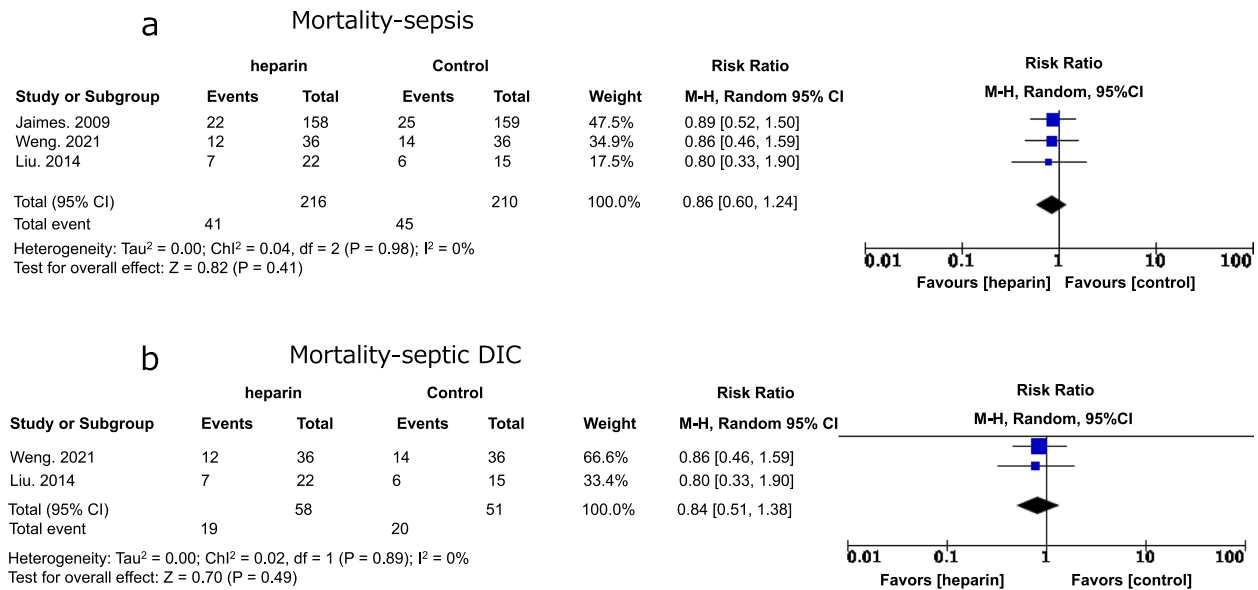 a Mortality-sepsis
heparin Control Risk Ratio Risk Ratio
Study or Subgroup Events Total Events Total Weight M-H, Random 95% CI M-H, Random, 95%CI
Jaimes. 2009 22 158 25 159 47.5% 0.89 [0.52, 1.50]
Weng. 2021 12 36 14 36 34.9% 0.86 [0.46, 1.59]
Liu. 2014 7 22 6 15 17.5% 0.80 [0.33, 1.90]
Total (95% CI) 216 210 100.0% 0.86 [0.60, 1.24]
Total event 41 45
Heterogeneity: Tau² = 0.00; ChI² = 0.04, df = 2 (P = 0.98); I² = 0%
Test for overall effect: Z = 0.82 (P = 0.41)
0.01 0.1 1 10 100
Favours [heparin] Favours [control]
b Mortality-septic DIC
heparin Control Risk Ratio Risk Ratio
Study or Subgroup Events Total Events Total Weight M-H, Random 95% CI M-H, Random, 95%CI
Weng. 2021 12 36 14 36 66.6% 0.86 [0.46, 1.59]
Liu. 2014 7 22 6 15 33.4% 0.80 [0.33, 1.90]
Total (95% CI) 58 51 100.0% 0.84 [0.51, 1.38]
Total event 19 20
Heterogeneity: Tau² = 0.00; ChI² = 0.02, df = 1 (P = 0.89); I² = 0%
Test for overall effect: Z = 0.70 (P = 0.49)
0.01 0.1 1 10 100
Favors [heparin] Favors [control]